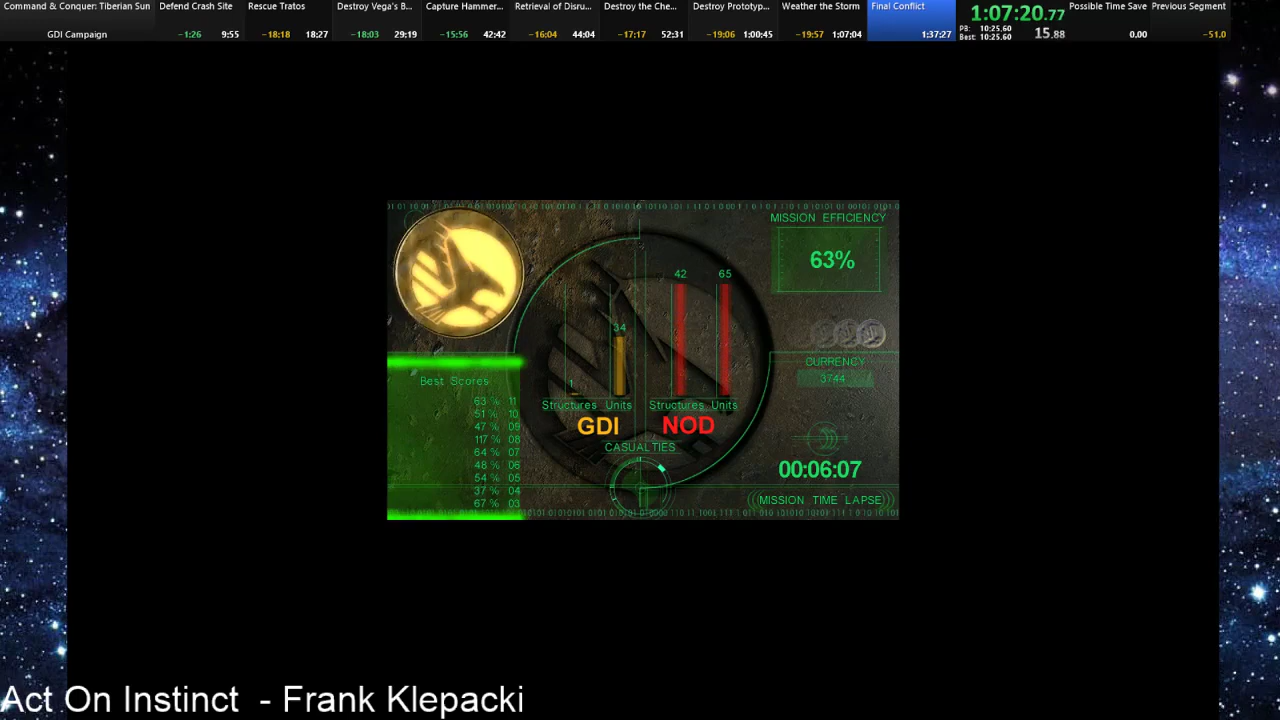 Command & Conquer: Tiberian Sun
GDI Campaign
Defend Crash Site
−1:26 9:55
Rescue Tratos
−18:18 18:27
Destroy Vega's B...
−18:03 29:19
Capture Hammer...
−15:56 42:42
Retrieval of Disru...
−16:04 44:04
Destroy the Che...
−17:17 52:31
Destroy Prototyp...
−19:06 1:00:45
Weather the Storm
−19:57 1:07:04
Final Conflict
1:37:27
1:07:20.77
PB: 10:25.60
Best: 10:25.60
15.88
Possible Time Save
0.00
Previous Segment
−51.0
MISSION EFFICIENCY
63%
42 65
34
1
CURRENCY
3744
Best Scores
63 % 11
51 % 10
47 % 09
117 % 08
64 % 07
48 % 06
54 % 05
37 % 04
67 % 03
Structures Units
GDI
Structures Units
NOD
CASUALTIES
00:06:07
MISSION TIME LAPSE
Act On Instinct - Frank Klepacki